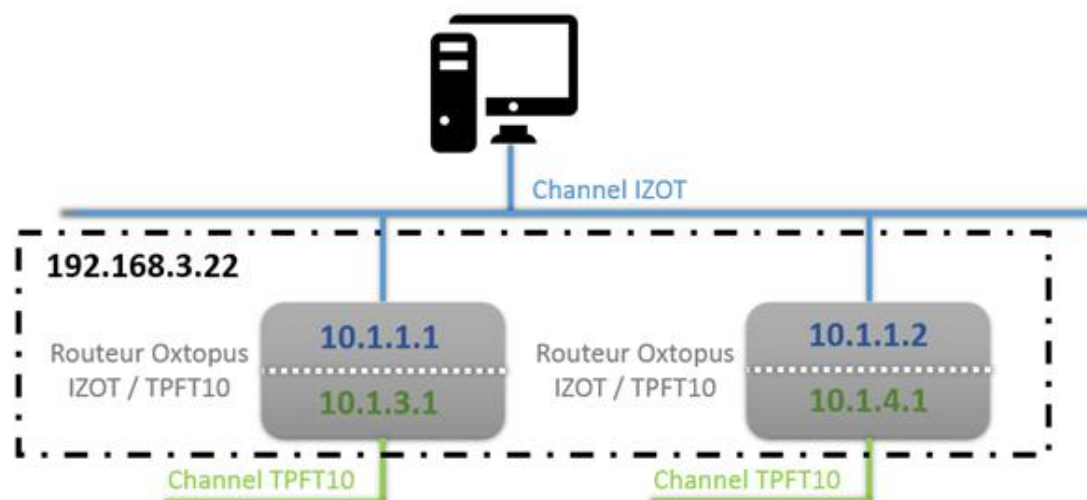 Channel IZOT
192.168.3.22
Routeur Oxtopus
IZOT / TPFT10
10.1.1.1
10.1.3.1
Routeur Oxtopus
IZOT / TPFT10
10.1.1.2
10.1.4.1
Channel TPFT10
Channel TPFT10